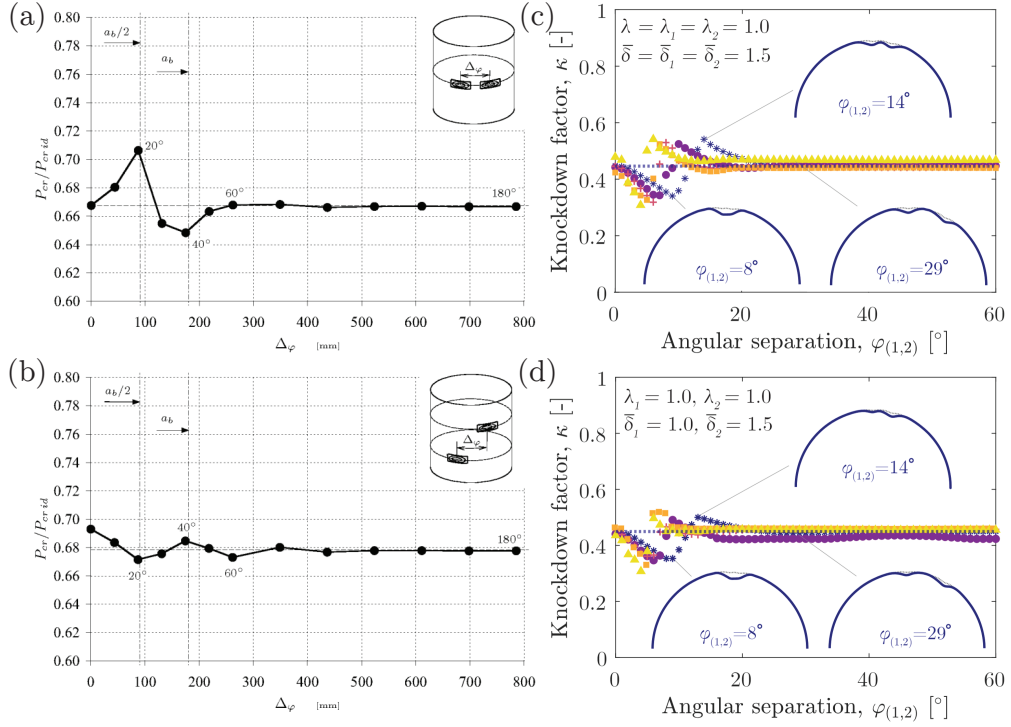 (a)
0.80
0.78
0.76
0.74
0.72
0.70
0.68
0.66
0.64
0.62
0.60
P_cr/P_cr id
a_b/2
a_b
Δ_φ
20°
40°
60°
180°
0 100 200 300 400 500 600 700 800
Δ_φ [mm]
(b)
0.80
0.78
0.76
0.74
0.72
0.70
0.68
0.66
0.64
0.62
0.60
P_cr/P_cr id
a_b/2
a_b
Δ_φ
20°
40°
60°
180°
0 100 200 300 400 500 600 700 800
Δ_φ [mm]
(c)
1
0.8
0.6
0.4
0.2
0
Knockdown factor, κ [-]
λ = λ_1 = λ_2 = 1.0
δ̅ = δ̅_1 = δ̅_2 = 1.5
φ_(1,2)=14°
φ_(1,2)=8°
φ_(1,2)=29°
0 20 40 60
Angular separation, φ_(1,2) [°]
(d)
1
0.8
0.6
0.4
0.2
0
Knockdown factor, κ [-]
λ_1 = 1.0, λ_2 = 1.0
δ̅_1 = 1.0, δ̅_2 = 1.5
φ_(1,2)=14°
φ_(1,2)=8°
φ_(1,2)=29°
0 20 40 60
Angular separation, φ_(1,2) [°]